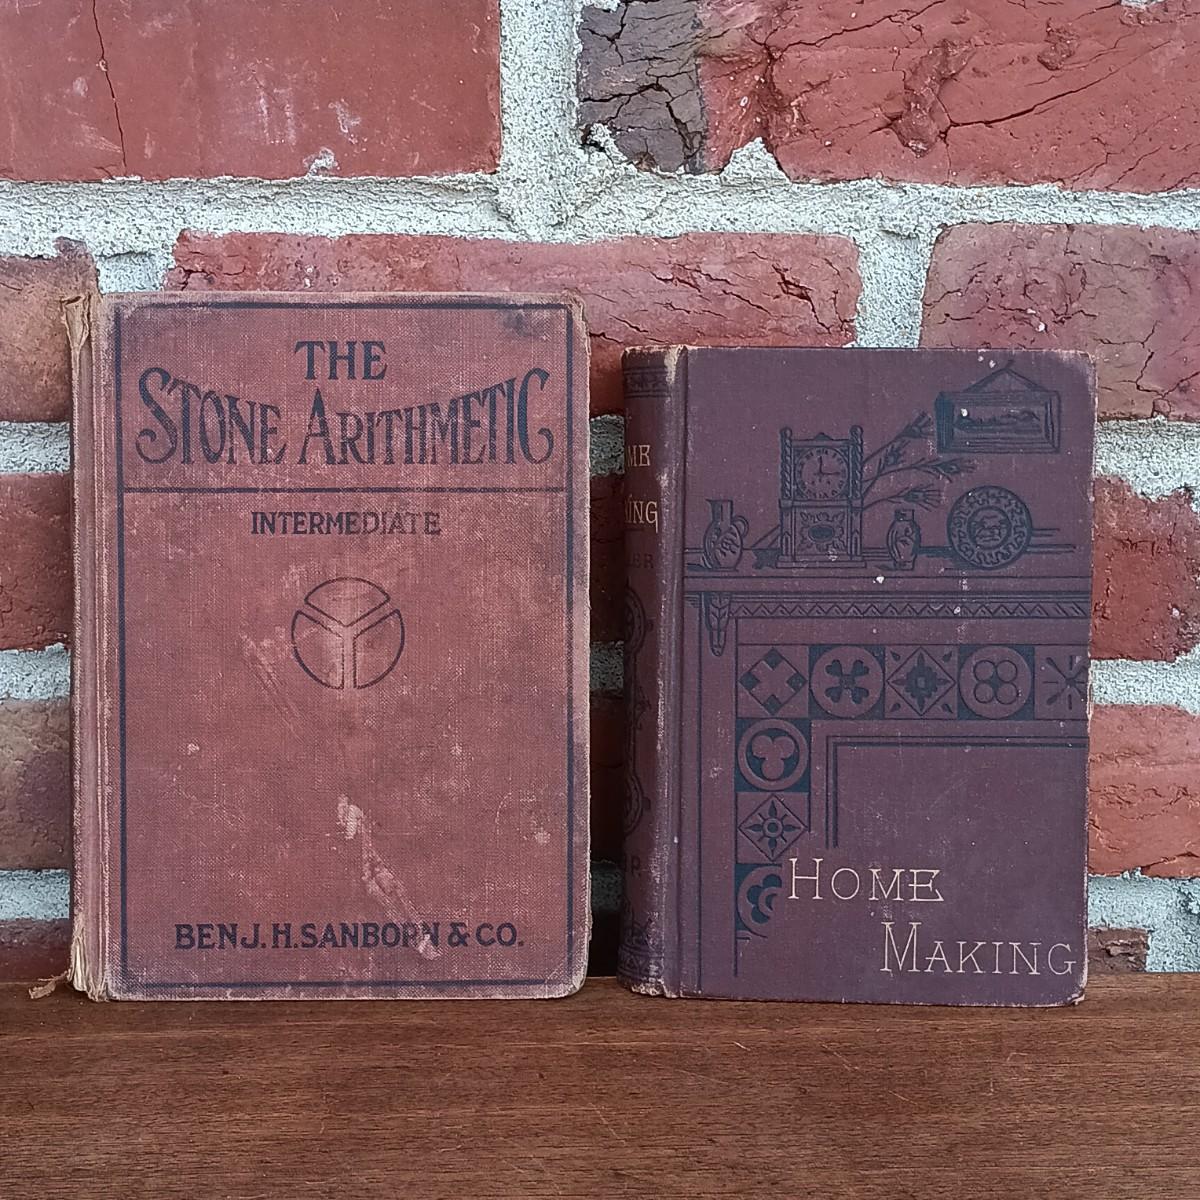 THE
STONE ARITHMETIC
INTERMEDIATE
BENJ. H. SANBORN & CO.
HOME
MAKING